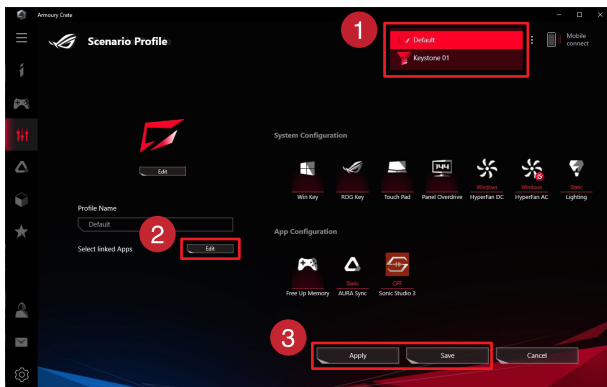 Armoury Crate
Scenario Profile
1
Default
Keystone 01
Mobile connect
Edit
Profile Name
Default
2
Select linked Apps
Edit
System Configuration
144
Win Key
ROG Key
Touch Pad
Panel Overdrive
Windows
HyperFan DC
Windows
HyperFan AC
Static
Lighting
App Configuration
Free Up Memory
Static
AURA Sync
OFF
Sonic Studio 3
3
Apply
Save
Cancel